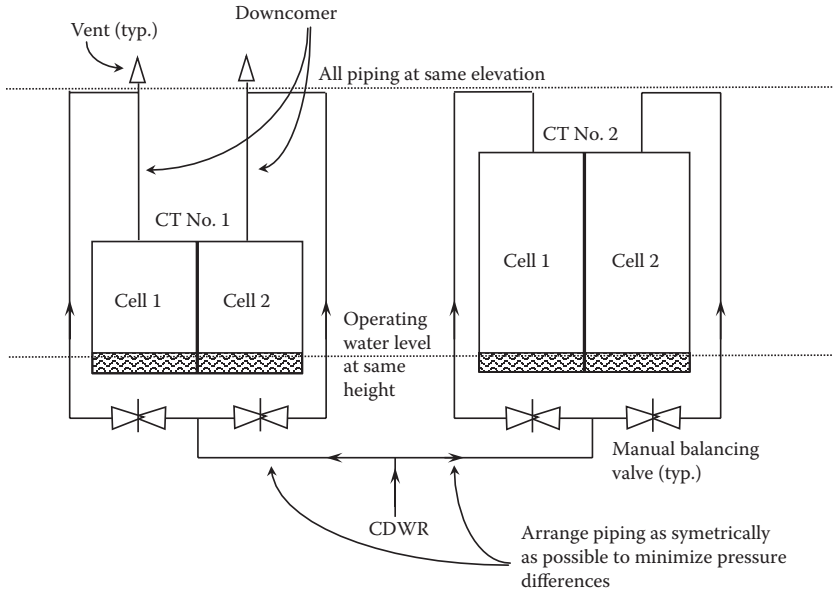 Downcomer
Vent (typ.)
All piping at same elevation
CT No. 2
CT No. 1
Cell 1
Cell 2
Cell 1
Cell 2
Operating
water level
at same
height
Manual balancing
valve (typ.)
CDWR
Arrange piping as symetrically
as possible to minimize pressure
differences